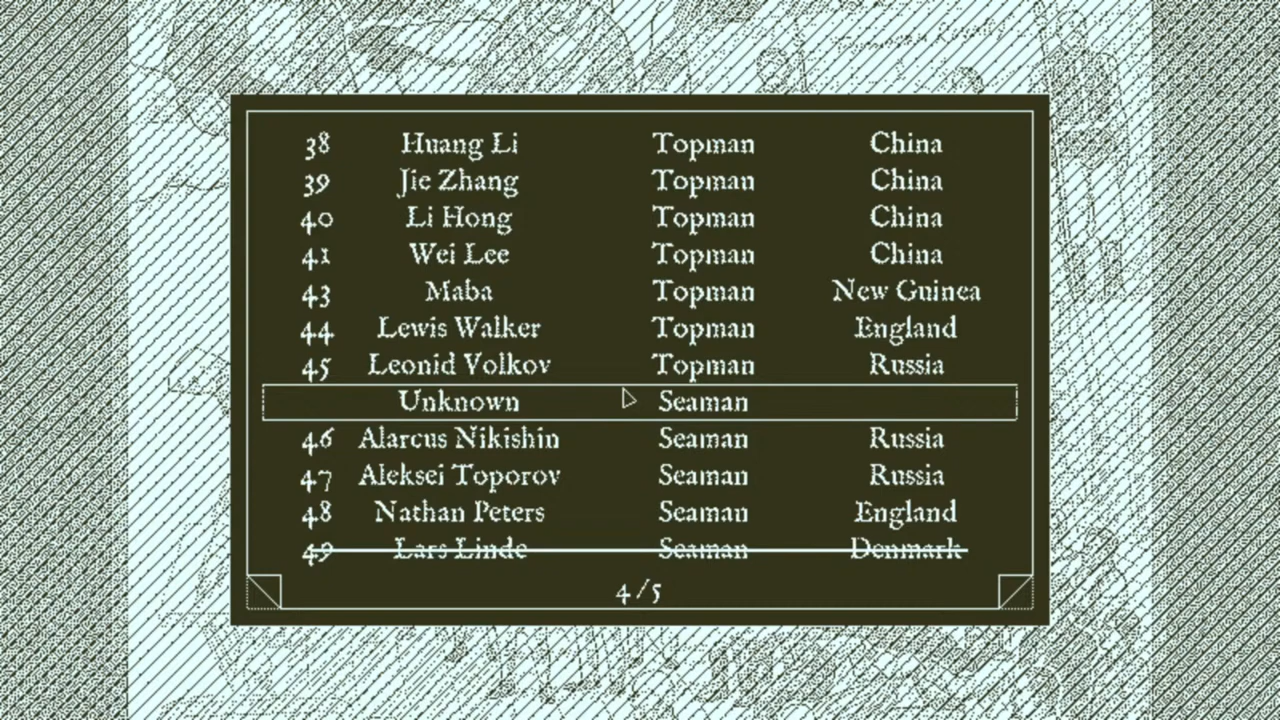 38 Huang Li Topman China
39 Jie Zhang Topman China
40 Li Hong Topman China
41 Wei Lee Topman China
43 Maba Topman New Guinea
44 Lewis Walker Topman England
45 Leonid Volkov Topman Russia
Unknown Seaman
46 Alarcus Nikishin Seaman Russia
47 Aleksei Toporov Seaman Russia
48 Nathan Peters Seaman England
49 Lars Linde Seaman Denmark
4/5